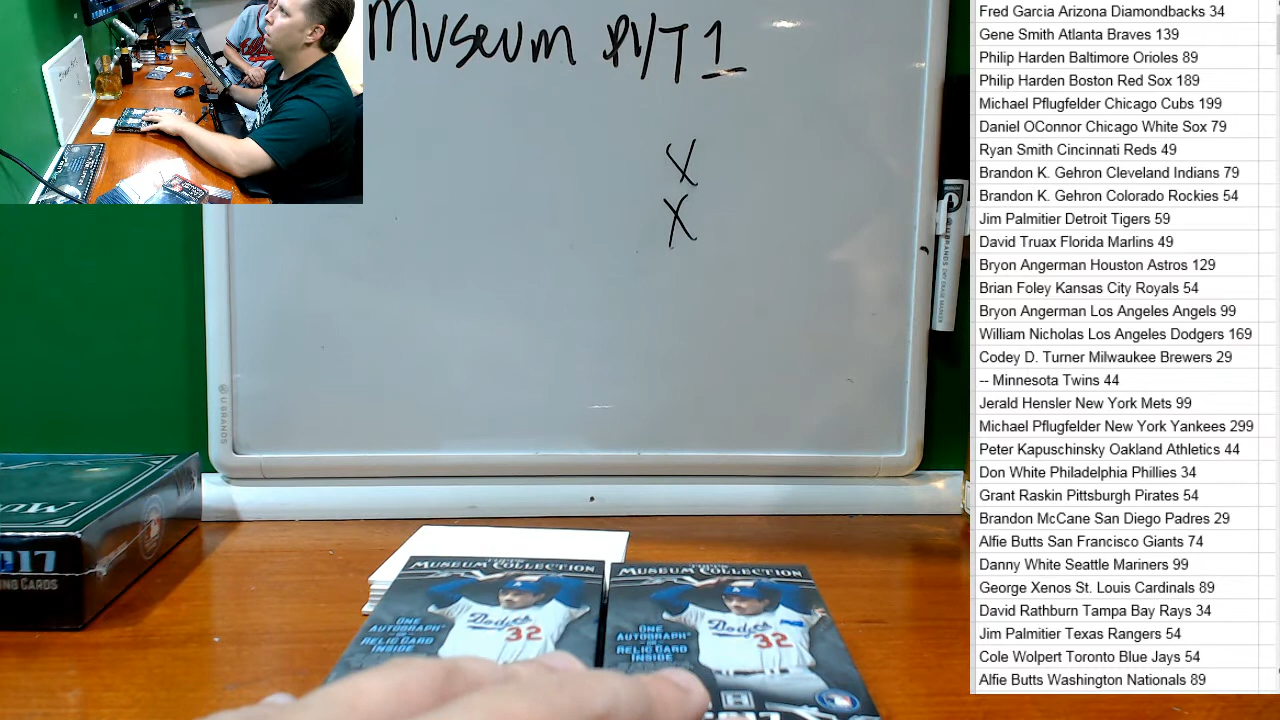 Museum P/T 1
X
X
U BRANDS
U BRANDS
MUSEUM COLLECTION
Dodgers
32
ONE
AUTOGRAPH
OR
RELIC CARD
INSIDE
MUSEUM COLLECTION
Dodgers
32
ONE
AUTOGRAPH
OR
RELIC CARD
INSIDE
Fred Garcia Arizona Diamondbacks 34
Gene Smith Atlanta Braves 139
Philip Harden Baltimore Orioles 89
Philip Harden Boston Red Sox 189
Michael Pflugfelder Chicago Cubs 199
Daniel OConnor Chicago White Sox 79
Ryan Smith Cincinnati Reds 49
Brandon K. Gehron Cleveland Indians 79
Brandon K. Gehron Colorado Rockies 54
Jim Palmitier Detroit Tigers 59
David Truax Florida Marlins 49
Bryon Angerman Houston Astros 129
Brian Foley Kansas City Royals 54
Bryon Angerman Los Angeles Angels 99
William Nicholas Los Angeles Dodgers 169
Codey D. Turner Milwaukee Brewers 29
-- Minnesota Twins 44
Jerald Hensler New York Mets 99
Michael Pflugfelder New York Yankees 299
Peter Kapuschinsky Oakland Athletics 44
Don White Philadelphia Phillies 34
Grant Raskin Pittsburgh Pirates 54
Brandon McCane San Diego Padres 29
Alfie Butts San Francisco Giants 74
Danny White Seattle Mariners 99
George Xenos St. Louis Cardinals 89
David Rathburn Tampa Bay Rays 34
Jim Palmitier Texas Rangers 54
Cole Wolpert Toronto Blue Jays 54
Alfie Butts Washington Nationals 89